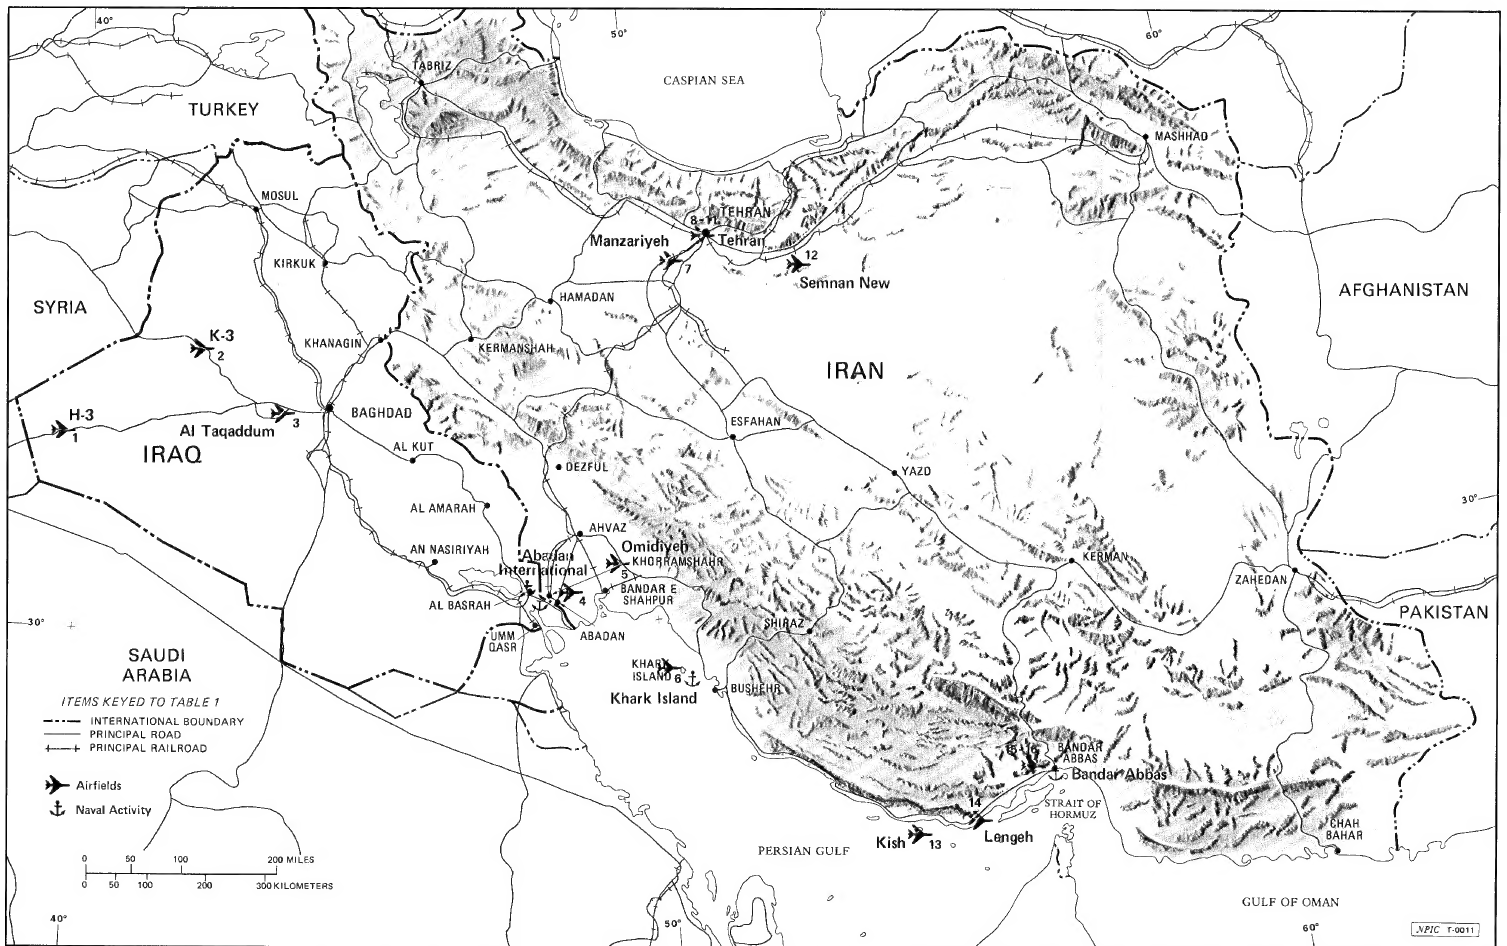 40°
50°
60°
TABRIZ
CASPIAN SEA
TURKEY
MASHHAD
MOSUL
TEHRAN
8-11
Manzariyeh
Tehran
7
12
Semnan New
KIRKUK
HAMADAN
SYRIA
AFGHANISTAN
K-3
2
KHANAGIN
KERMANSHAH
IRAN
H-3
1
Al Taqaddum
3
BAGHDAD
ESFAHAN
IRAQ
AL KUT
DEZFUL
YAZD
30°
AL AMARAH
AHVAZ
AN NASIRIYAH
Abadan
International
Omidiyeh
KHORRAMSHAHR
5
KERMAN
ZAHEDAN
AL BASRAH
4
BANDAR E
SHAHPUR
PAKISTAN
30°
UMM
QASR
ABADAN
SHIRAZ
SAUDI
ARABIA
KHARK
ISLAND
6
Khark Island
BUSHEHR
ITEMS KEYED TO TABLE 1
INTERNATIONAL BOUNDARY
PRINCIPAL ROAD
PRINCIPAL RAILROAD
15-16
BANDAR
ABBAS
Bandar Abbas
Airfields
Naval Activity
14
STRAIT OF
HORMUZ
CHAH
BAHAR
Kish
13
Lengeh
PERSIAN GULF
0 50 100 200 MILES
0 50 100 200 300 KILOMETERS
GULF OF OMAN
40°
50°
60°
NPIC T-0011